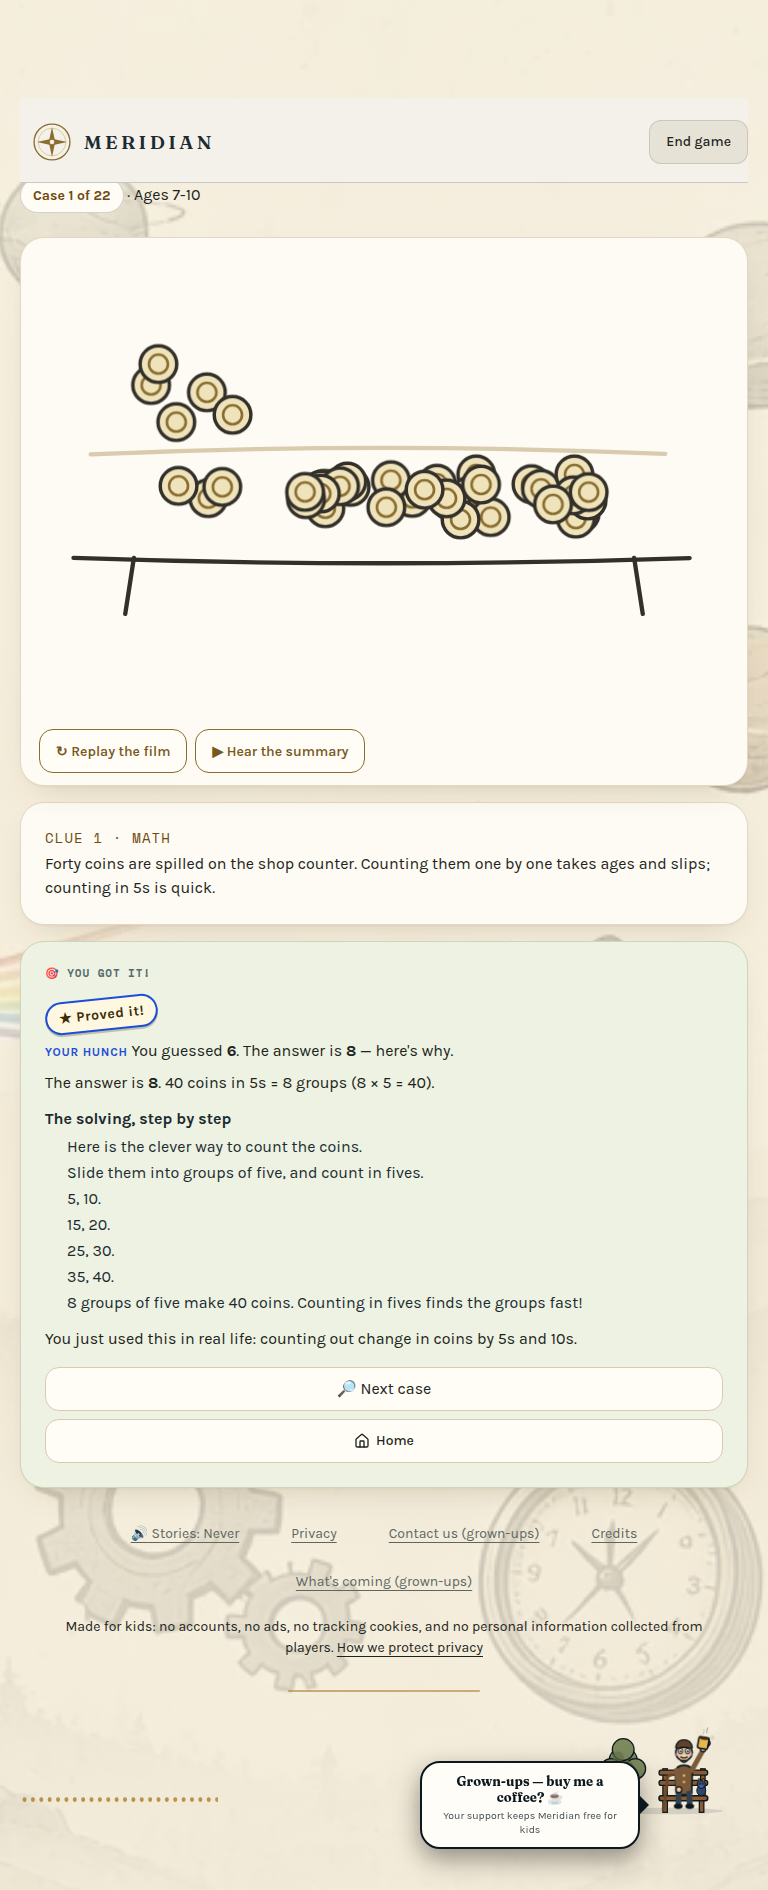 MERIDIAN
End game
Case 1 of 22 · Ages 7-10
↻ Replay the film
▶ Hear the summary
CLUE 1 · MATH
Forty coins are spilled on the shop counter. Counting them one by one takes ages and slips;
counting in 5s is quick.
🎯 YOU GOT IT!
★ Proved it!
YOUR HUNCH You guessed 6. The answer is 8 — here's why.
The answer is 8. 40 coins in 5s = 8 groups (8 × 5 = 40).
The solving, step by step
Here is the clever way to count the coins.
Slide them into groups of five, and count in fives.
5, 10.
15, 20.
25, 30.
35, 40.
8 groups of five make 40 coins. Counting in fives finds the groups fast!
You just used this in real life: counting out change in coins by 5s and 10s.
🔎 Next case
Home
🔊 Stories: Never
Privacy
Contact us (grown-ups)
Credits
What's coming (grown-ups)
Made for kids: no accounts, no ads, no tracking cookies, and no personal information collected from
players. How we protect privacy
Grown-ups — buy me a
coffee? ☕
Your support keeps Meridian free for
kids